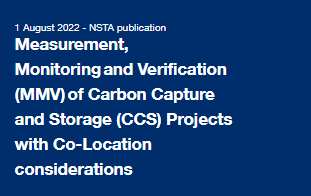 1 August 2022 - NSTA publication
Measurement,
Monitoring and Verification
(MMV) of Carbon Capture
and Storage (CCS) Projects
with Co-Location
considerations